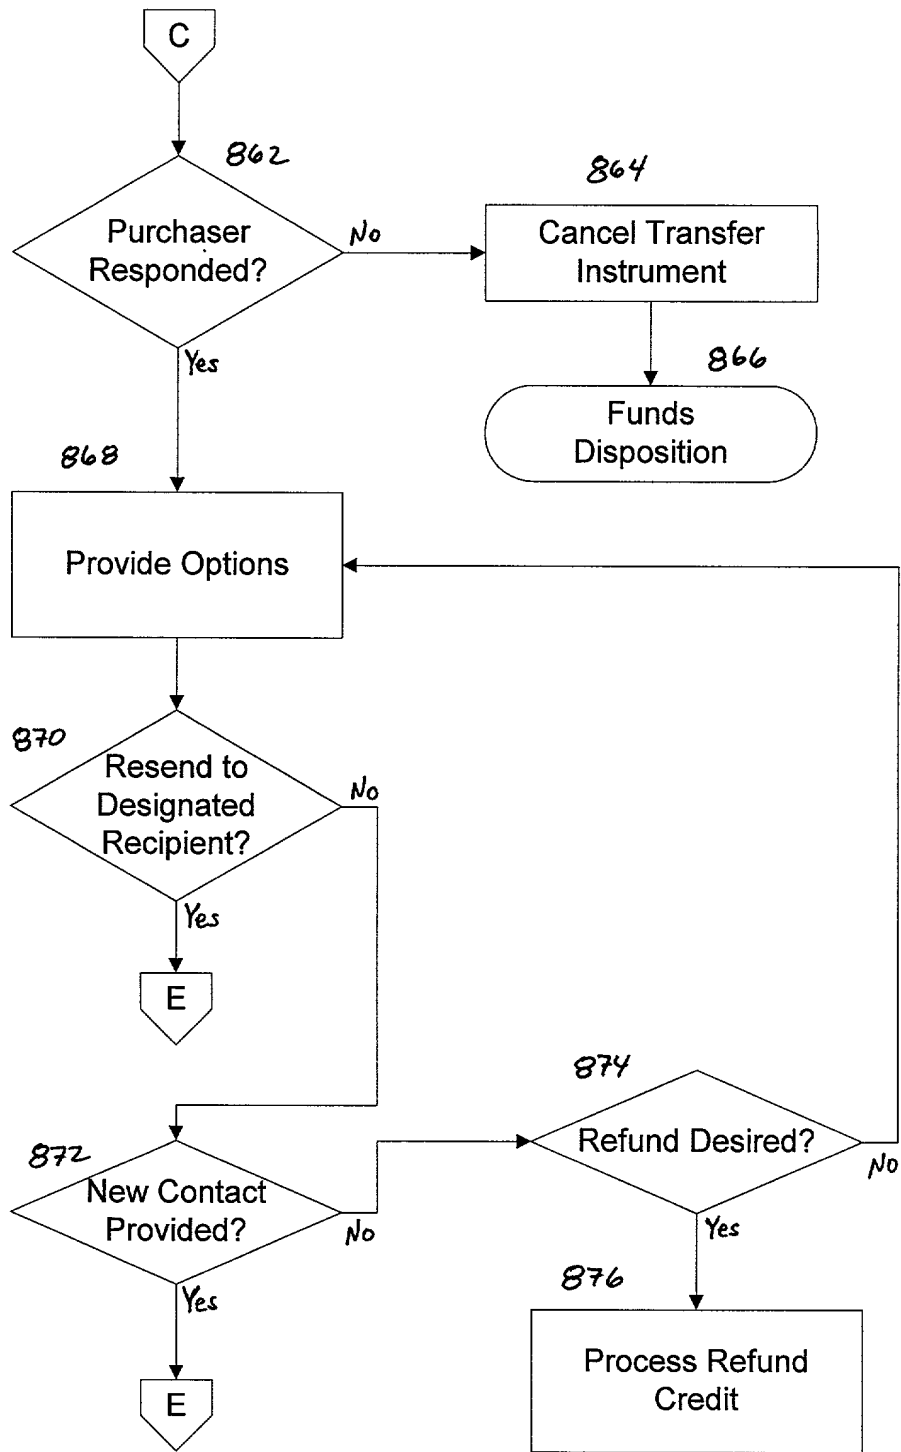 C
862
Purchaser
Responded?
No
Yes
864
Cancel Transfer
Instrument
866
Funds
Disposition
868
Provide Options
870
Resend to
Designated
Recipient?
No
Yes
E
872
New Contact
Provided?
No
Yes
E
874
Refund Desired?
No
Yes
876
Process Refund
Credit